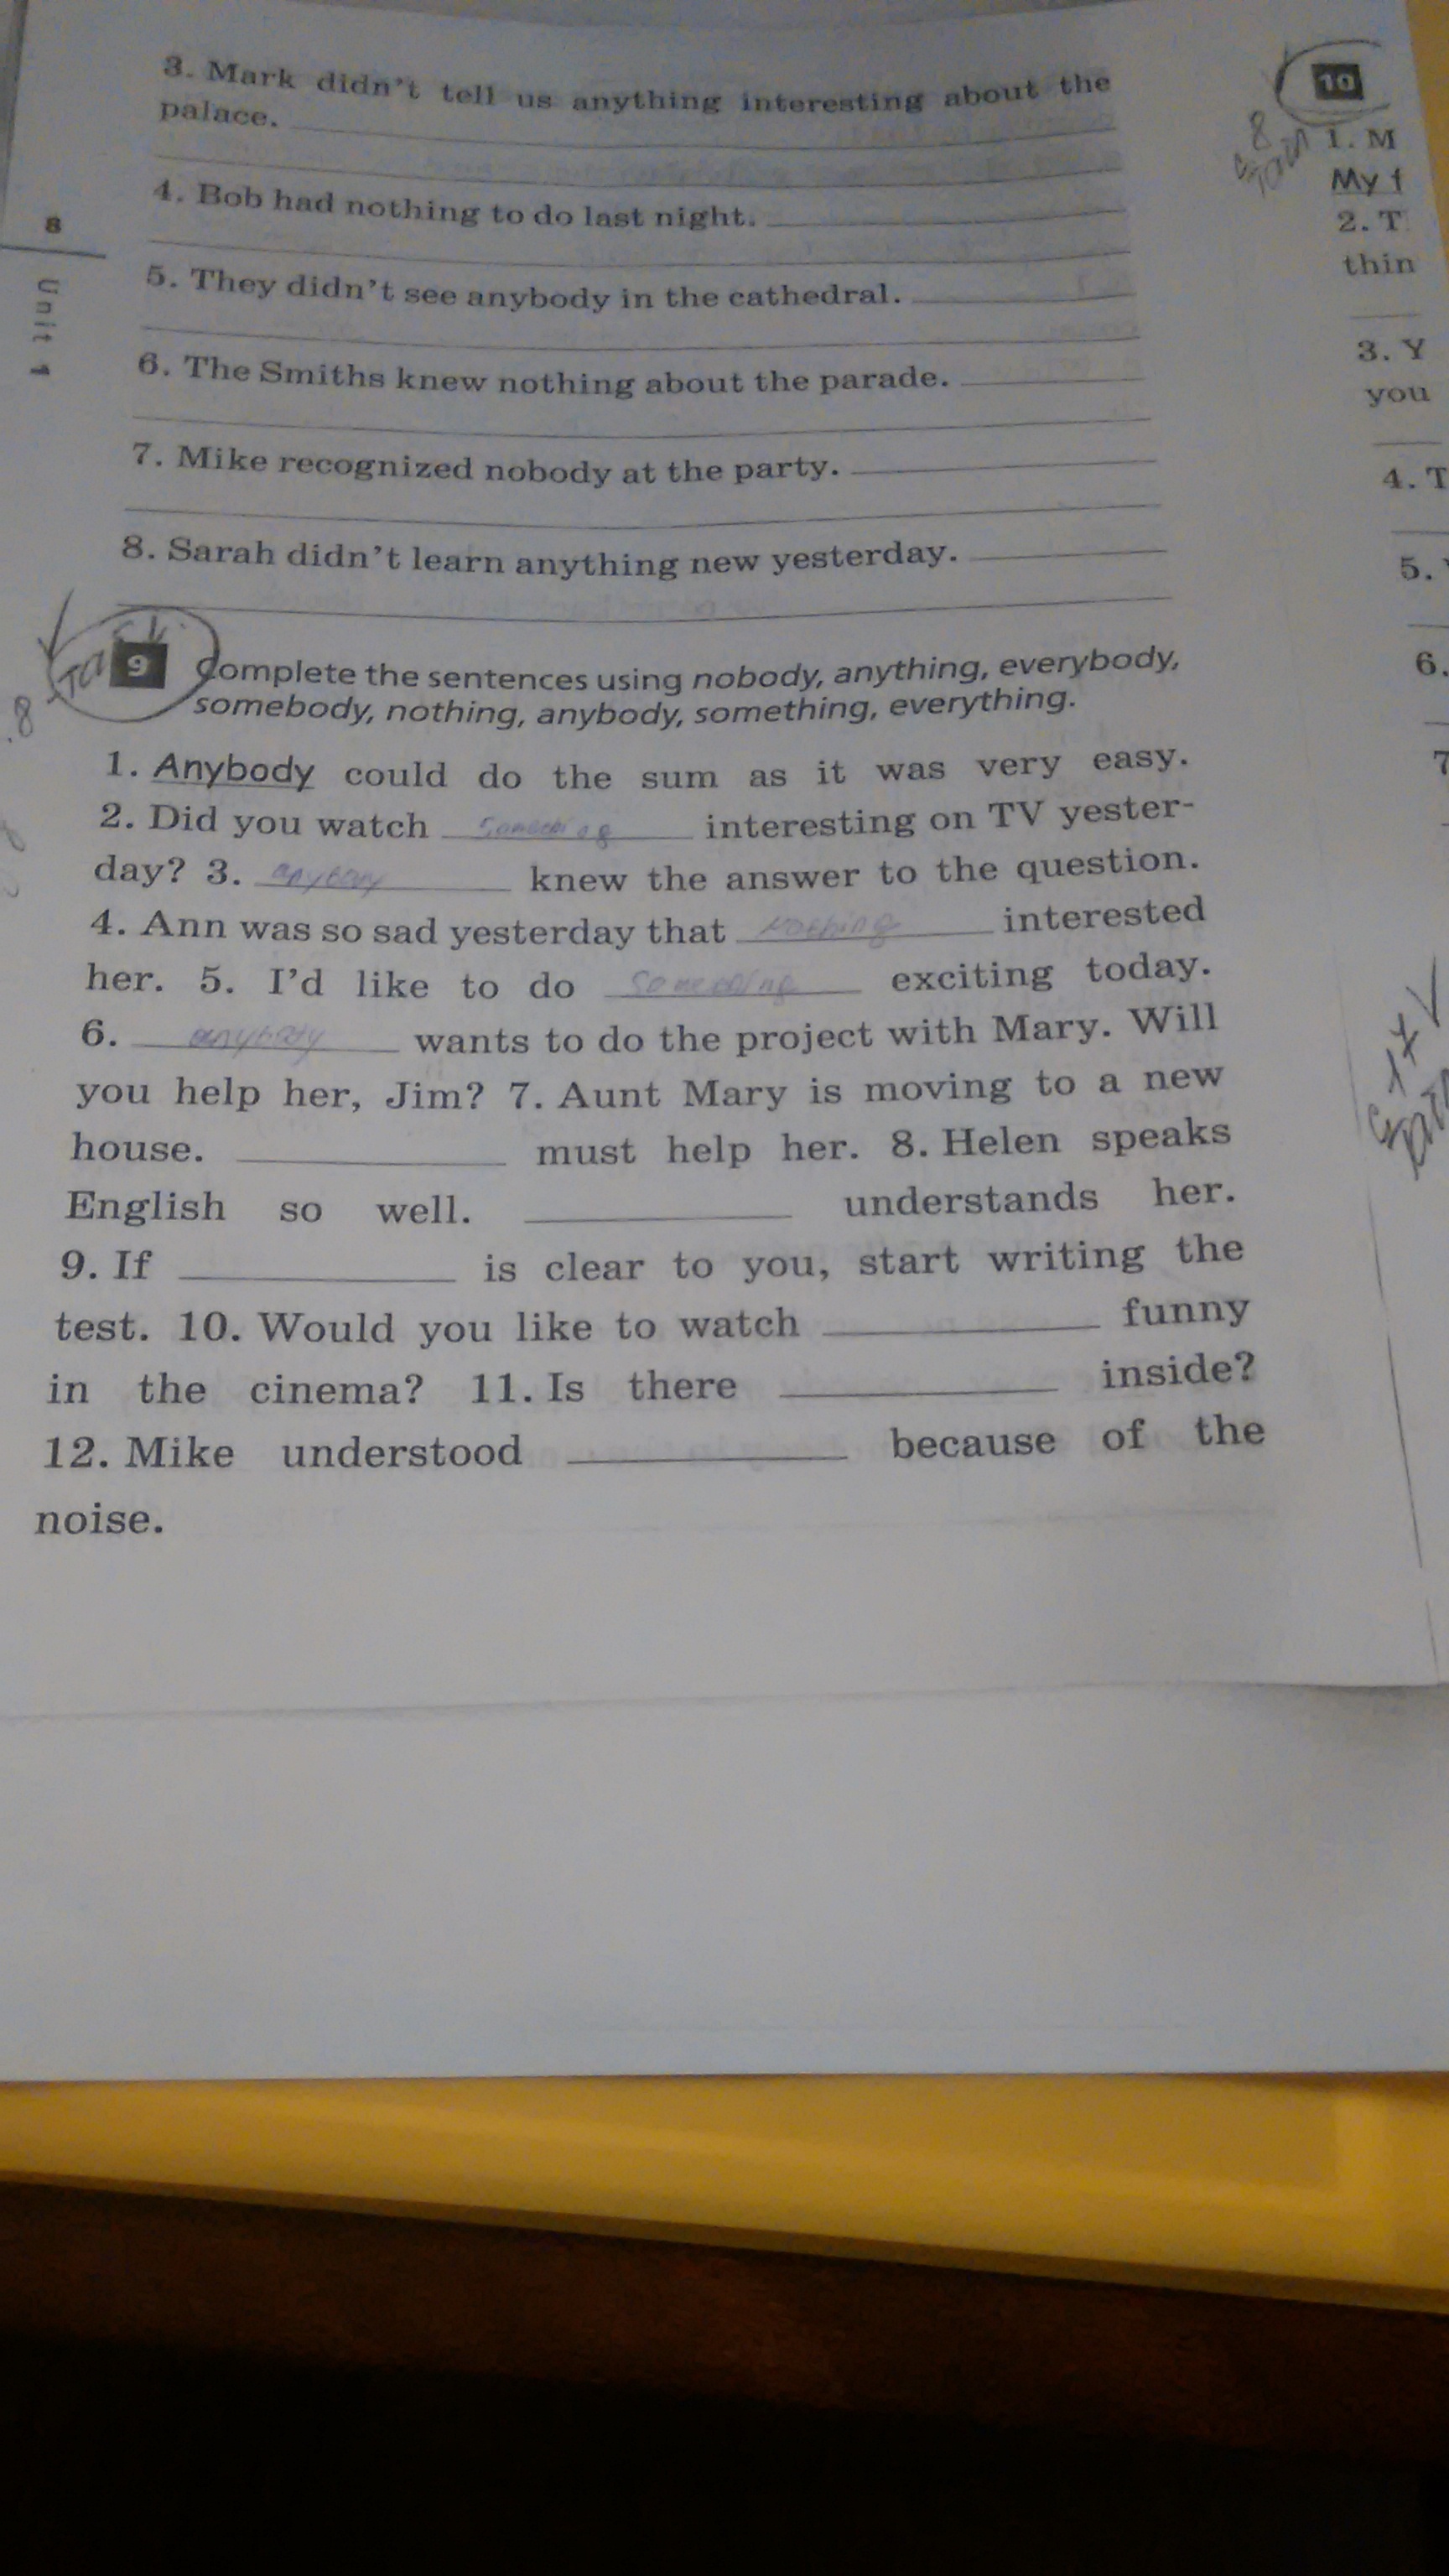 3. Mark didn't tell us anything interesting about the
palace.
4. Bob had nothing to do last night.
5. They didn't see anybody in the cathedral.
6. The Smiths knew nothing about the parade.
7. Mike recognized nobody at the party.
8. Sarah didn't learn anything new yesterday.
8
Unit 1
9 Complete the sentences using nobody, anything, everybody,
somebody, nothing, anybody, something, everything.
1. Anybody could do the sum as it was very easy.
2. Did you watch something interesting on TV yester-
day? 3. anybody knew the answer to the question.
4. Ann was so sad yesterday that nothing interested
her. 5. I'd like to do something exciting today.
6. anybody wants to do the project with Mary. Will
you help her, Jim? 7. Aunt Mary is moving to a new
house. must help her. 8. Helen speaks
English so well. understands her.
9. If is clear to you, start writing the
test. 10. Would you like to watch funny
in the cinema? 11. Is there inside?
12. Mike understood because of the
noise.
8
10
8
1. M
My f
2. T
thin
3. Y
you
4. T
5.
6.
7